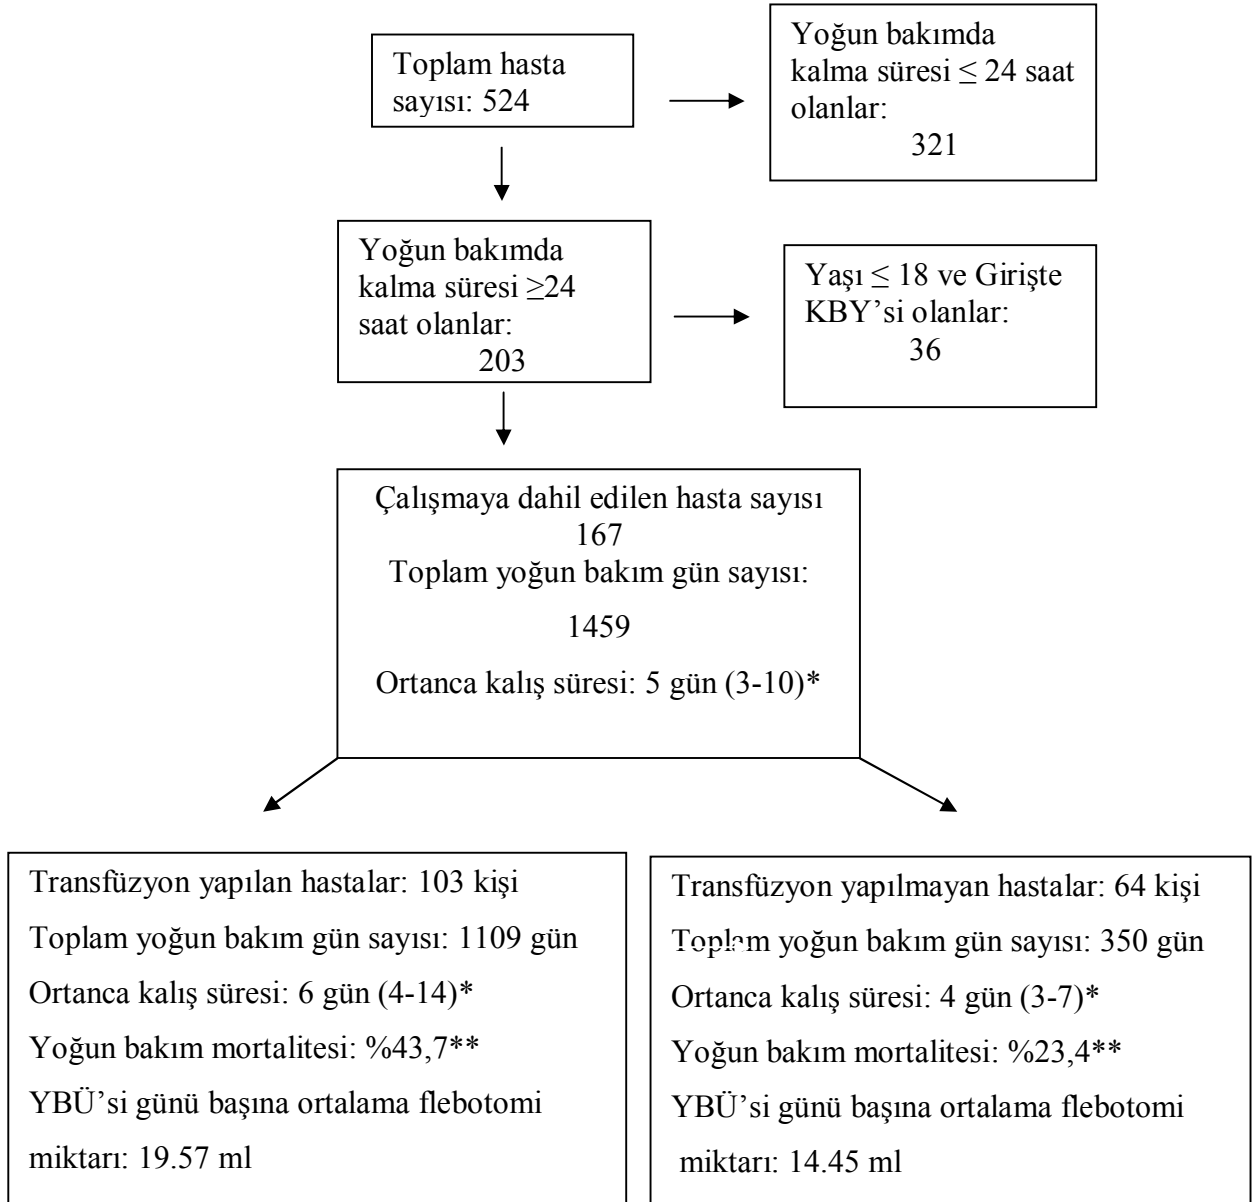 Toplam hasta
sayısı: 524
Yoğun bakımda
kalma süresi ≤ 24 saat
olanlar:
321
Yoğun bakımda
kalma süresi ≥24
saat olanlar:
203
Yaşı ≤ 18 ve Girişte
KBY’si olanlar:
36
Çalışmaya dahil edilen hasta sayısı
167
Toplam yoğun bakım gün sayısı:
1459
Ortanca kalış süresi: 5 gün (3-10)*
Transfüzyon yapılan hastalar: 103 kişi
Toplam yoğun bakım gün sayısı: 1109 gün
Ortanca kalış süresi: 6 gün (4-14)*
Yoğun bakım mortalitesi: %43,7**
YBÜ’si günü başına ortalama flebotomi
miktarı: 19.57 ml
Transfüzyon yapılmayan hastalar: 64 kişi
Toplam yoğun bakım gün sayısı: 350 gün
Ortanca kalış süresi: 4 gün (3-7)*
Yoğun bakım mortalitesi: %23,4**
YBÜ’si günü başına ortalama flebotomi
miktarı: 14.45 ml